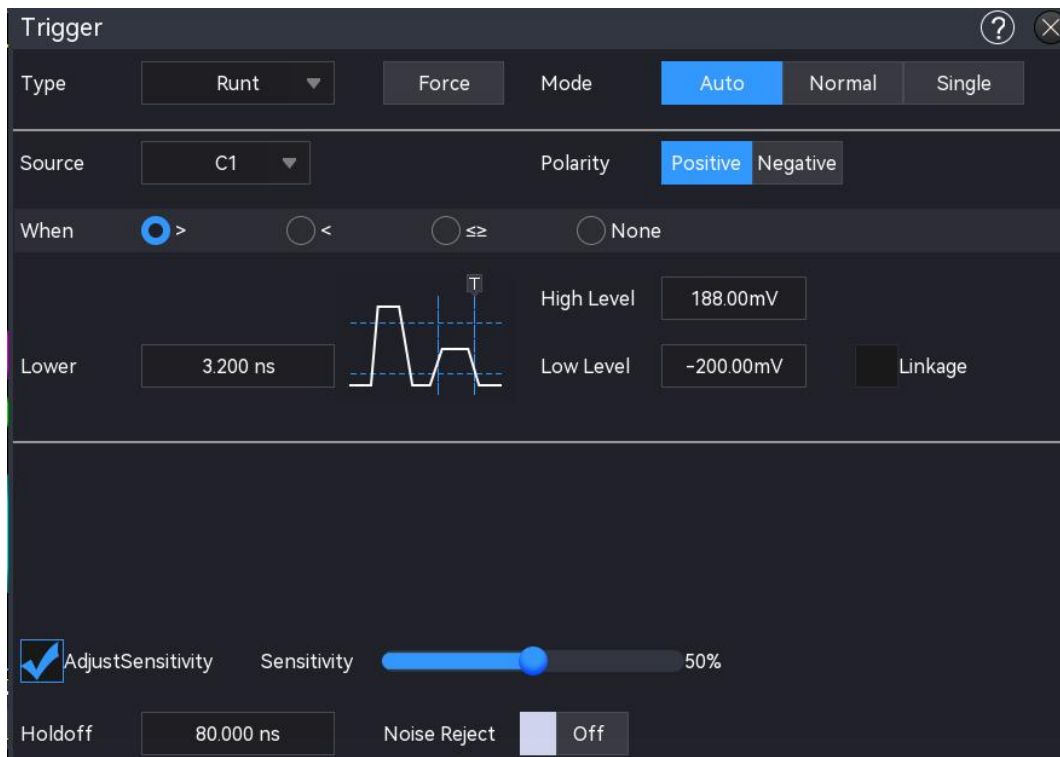 Trigger ?
Type Runt Force Mode Auto Normal Single
Source C1 Polarity Positive Negative
When > < ≤≥ None
T
High Level 188.00mV
Lower 3.200 ns Low Level -200.00mV Linkage
AdjustSensitivity Sensitivity 50%
Holdoff 80.000 ns Noise Reject Off